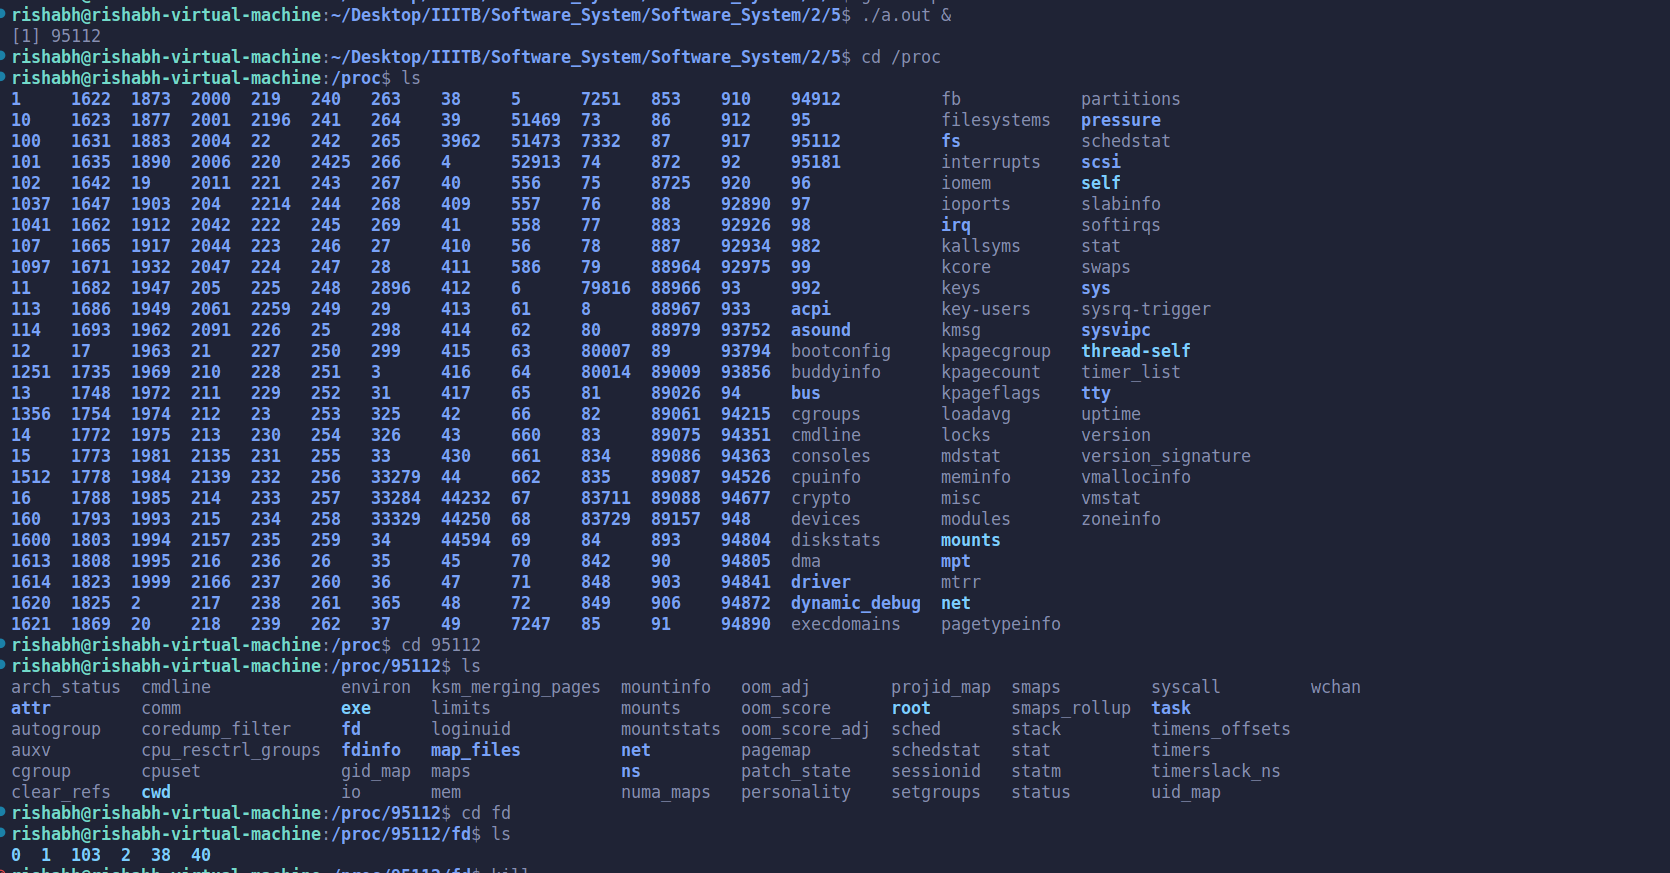 rishabh@rishabh-virtual-machine:~/Desktop/IIITB/Software_System/Software_System/2/5$ ./a.out &
[1] 95112
rishabh@rishabh-virtual-machine:~/Desktop/IIITB/Software_System/Software_System/2/5$ cd /proc
rishabh@rishabh-virtual-machine:/proc$ ls
1 1622 1873 2000 219 240 263 38 5 7251 853 910 94912 fb partitions
10 1623 1877 2001 2196 241 264 39 51469 73 86 912 95 filesystems pressure
100 1631 1883 2004 22 242 265 3962 51473 7332 87 917 95112 fs schedstat
101 1635 1890 2006 220 2425 266 4 52913 74 872 92 95181 interrupts scsi
102 1642 19 2011 221 243 267 40 556 75 8725 920 96 iomem self
1037 1647 1903 204 2214 244 268 409 557 76 88 92890 97 ioports slabinfo
1041 1662 1912 2042 222 245 269 41 558 77 883 92926 98 irq softirqs
107 1665 1917 2044 223 246 27 410 56 78 887 92934 982 kallsyms stat
1097 1671 1932 2047 224 247 28 411 586 79 88964 92975 99 kcore swaps
11 1682 1947 205 225 248 2896 412 6 79816 88966 93 992 keys sys
113 1686 1949 2061 2259 249 29 413 61 8 88967 933 acpi key-users sysrq-trigger
114 1693 1962 2091 226 25 298 414 62 80 88979 93752 asound kmsg sysvipc
12 17 1963 21 227 250 299 415 63 80007 89 93794 bootconfig kpagecgroup thread-self
1251 1735 1969 210 228 251 3 416 64 80014 89009 93856 buddyinfo kpagecount timer_list
13 1748 1972 211 229 252 31 417 65 81 89026 94 bus kpageflags tty
1356 1754 1974 212 23 253 325 42 66 82 89061 94215 cgroups loadavg uptime
14 1772 1975 213 230 254 326 43 660 83 89075 94351 cmdline locks version
15 1773 1981 2135 231 255 33 430 661 834 89086 94363 consoles mdstat version_signature
1512 1778 1984 2139 232 256 33279 44 662 835 89087 94526 cpuinfo meminfo vmallocinfo
16 1788 1985 214 233 257 33284 44232 67 83711 89088 94677 crypto misc vmstat
160 1793 1993 215 234 258 33329 44250 68 83729 89157 948 devices modules zoneinfo
1600 1803 1994 2157 235 259 34 44594 69 84 893 94804 diskstats mounts
1613 1808 1995 216 236 26 35 45 70 842 90 94805 dma mpt
1614 1823 1999 2166 237 260 36 47 71 848 903 94841 driver mtrr
1620 1825 2 217 238 261 365 48 72 849 906 94872 dynamic_debug net
1621 1869 20 218 239 262 37 49 7247 85 91 94890 execdomains pagetypeinfo
rishabh@rishabh-virtual-machine:/proc$ cd 95112
rishabh@rishabh-virtual-machine:/proc/95112$ ls
arch_status cmdline environ ksm_merging_pages mountinfo oom_adj projid_map smaps syscall wchan
attr comm exe limits mounts oom_score root smaps_rollup task
autogroup coredump_filter fd loginuid mountstats oom_score_adj sched stack timens_offsets
auxv cpu_resctrl_groups fdinfo map_files net pagemap schedstat stat timers
cgroup cpuset gid_map maps ns patch_state sessionid statm timerslack_ns
clear_refs cwd io mem numa_maps personality setgroups status uid_map
rishabh@rishabh-virtual-machine:/proc/95112$ cd fd
rishabh@rishabh-virtual-machine:/proc/95112/fd$ ls
0 1 103 2 38 40
rishabh@rishabh-virtual-machine:/proc/95112/fd$ kill